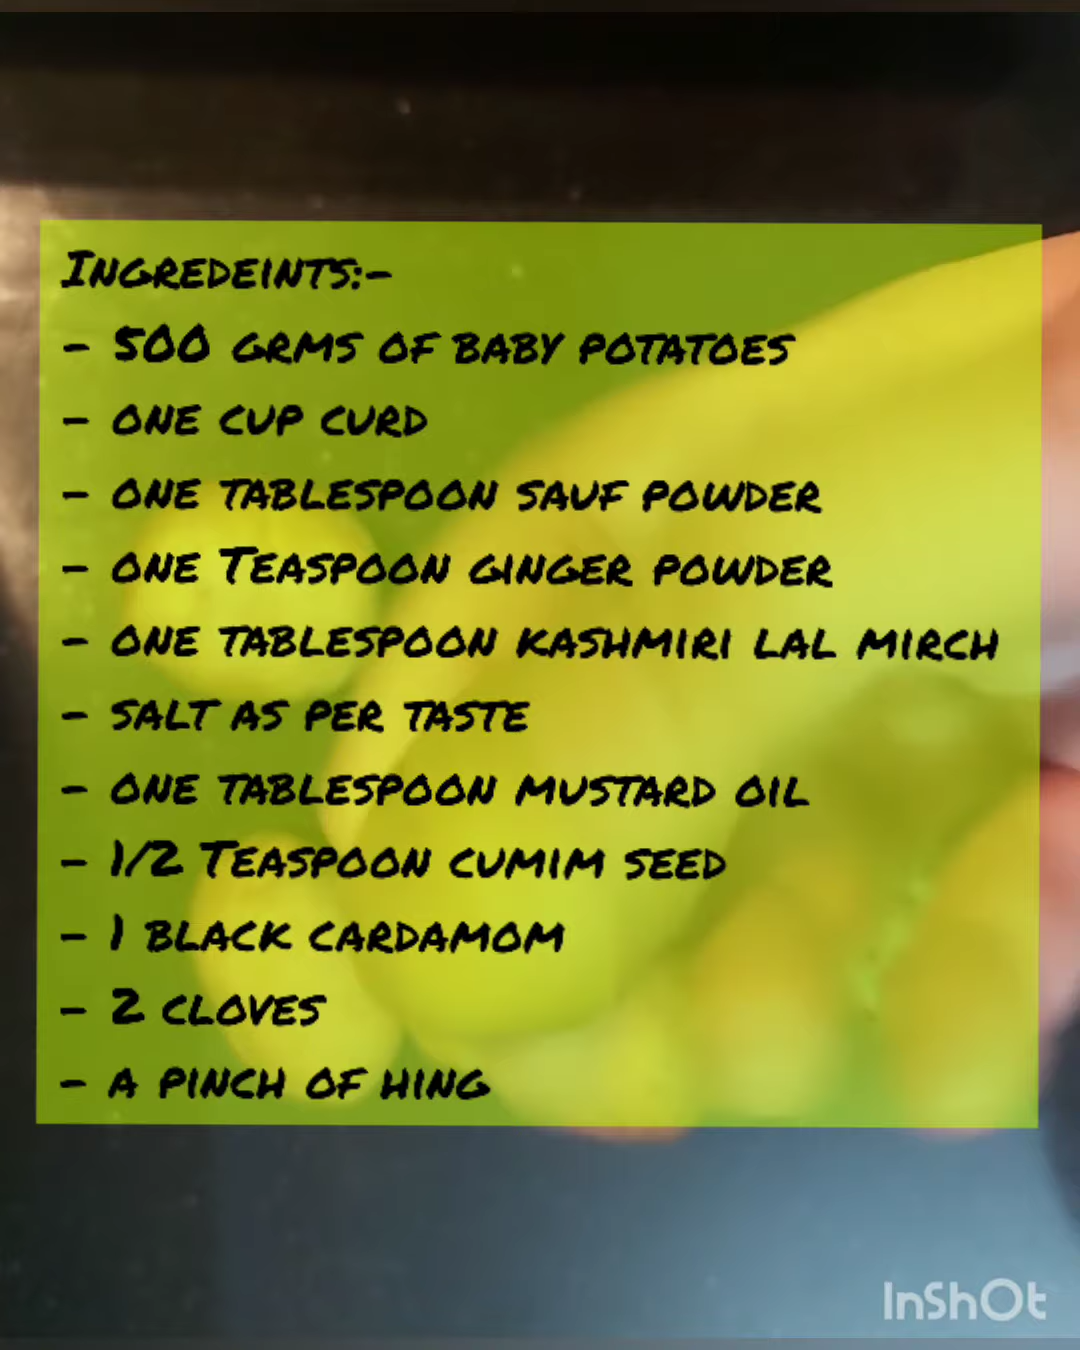 Ingredeints:-
- 500 grms of baby potatoes
- one cup curd
- one tablespoon sauf powder
- one Teaspoon ginger powder
- one tablespoon kashmiri lal mirch
- salt as per taste
- one tablespoon mustard oil
- 1/2 Teaspoon cumim seed
- 1 black cardamom
- 2 cloves
- a pinch of hing
InShOt